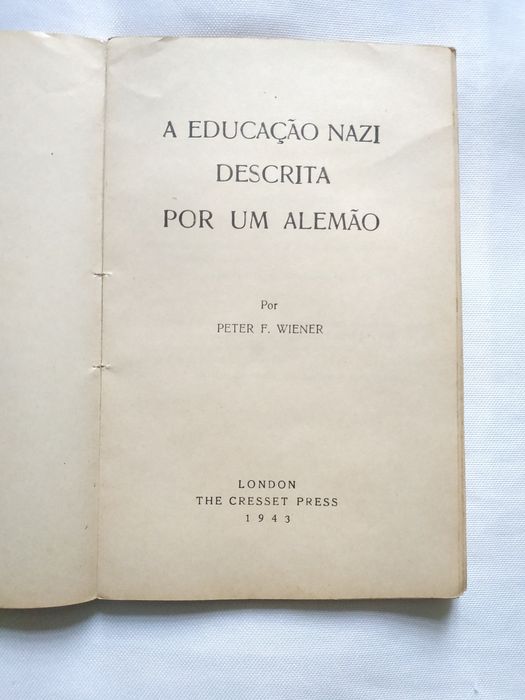 A EDUCAÇÃO NAZI
DESCRITA
POR UM ALEMÃO
Por
PETER F. WIENER
LONDON
THE CRESSET PRESS
1943